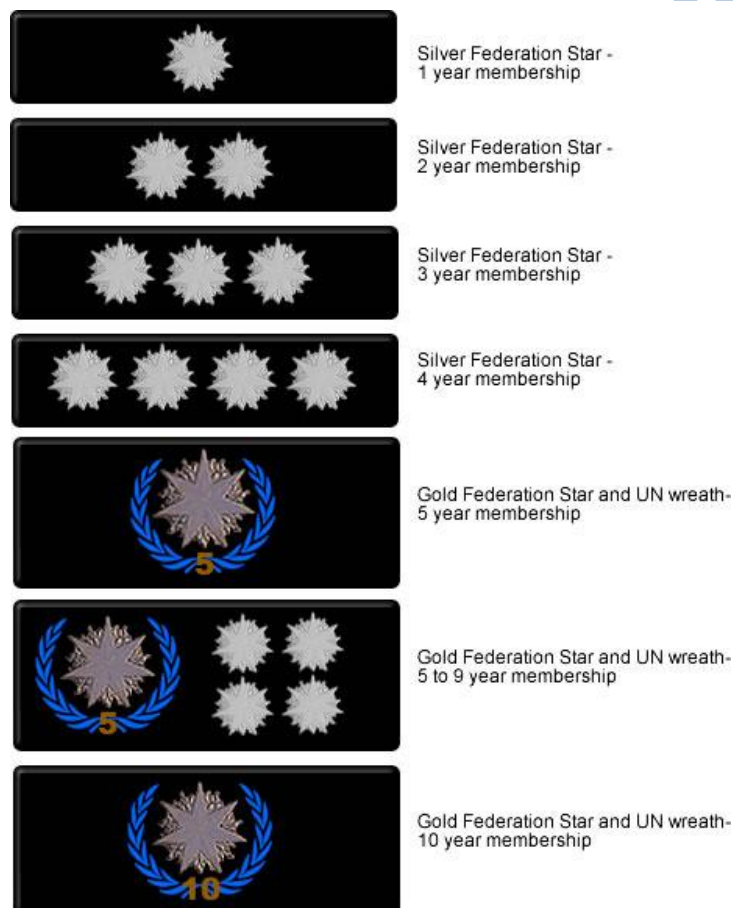 Silver Federation Star -
1 year membership
Silver Federation Star -
2 year membership
Silver Federation Star -
3 year membership
Silver Federation Star -
4 year membership
Gold Federation Star and UN wreath-
5 year membership
5
Gold Federation Star and UN wreath-
5 to 9 year membership
5
Gold Federation Star and UN wreath-
10 year membership
10